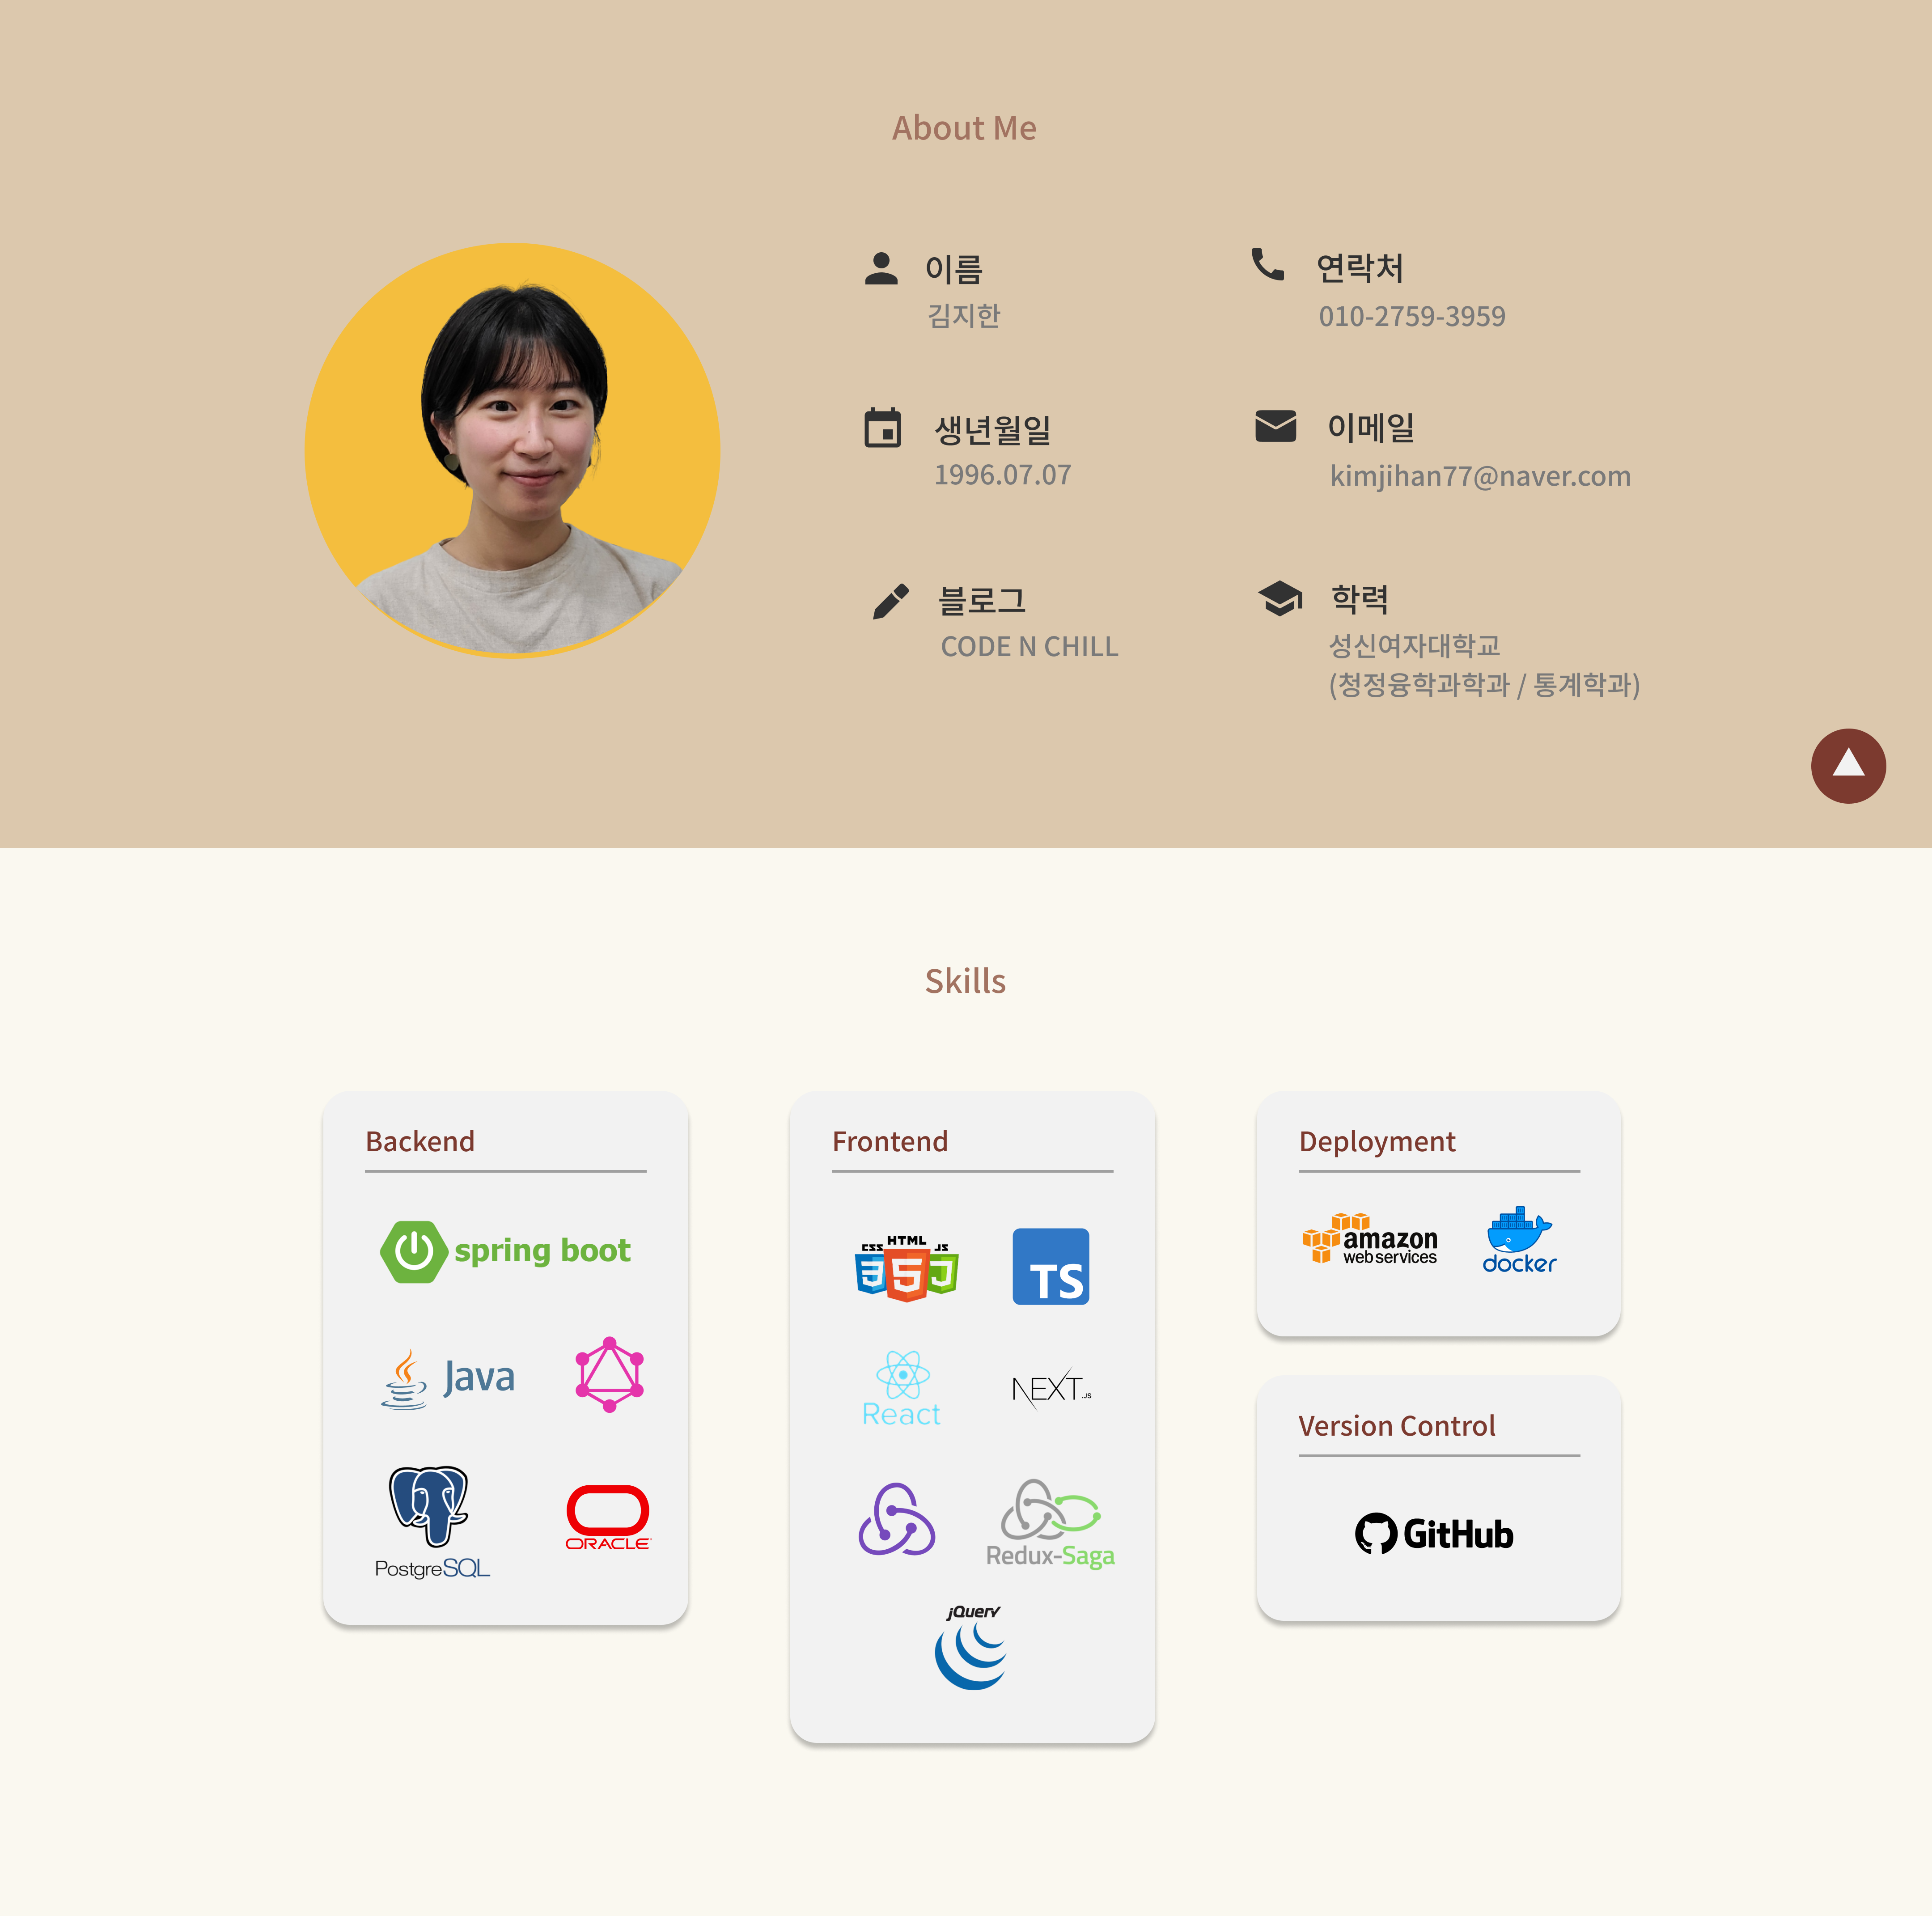 About Me
이름
김지한
연락처
010-2759-3959
생년월일
1996.07.07
이메일
kimjihan77@naver.com
블로그
CODE N CHILL
학력
성신여자대학교
(청정융학과학과 / 통계학과)
Skills
Backend
spring boot
Java
PostgreSQL
ORACLE
Frontend
CSS HTML JS
3 5 J
TS
React
NEXT.JS
Redux-Saga
jQuery
Deployment
amazon
web services
docker
Version Control
GitHub